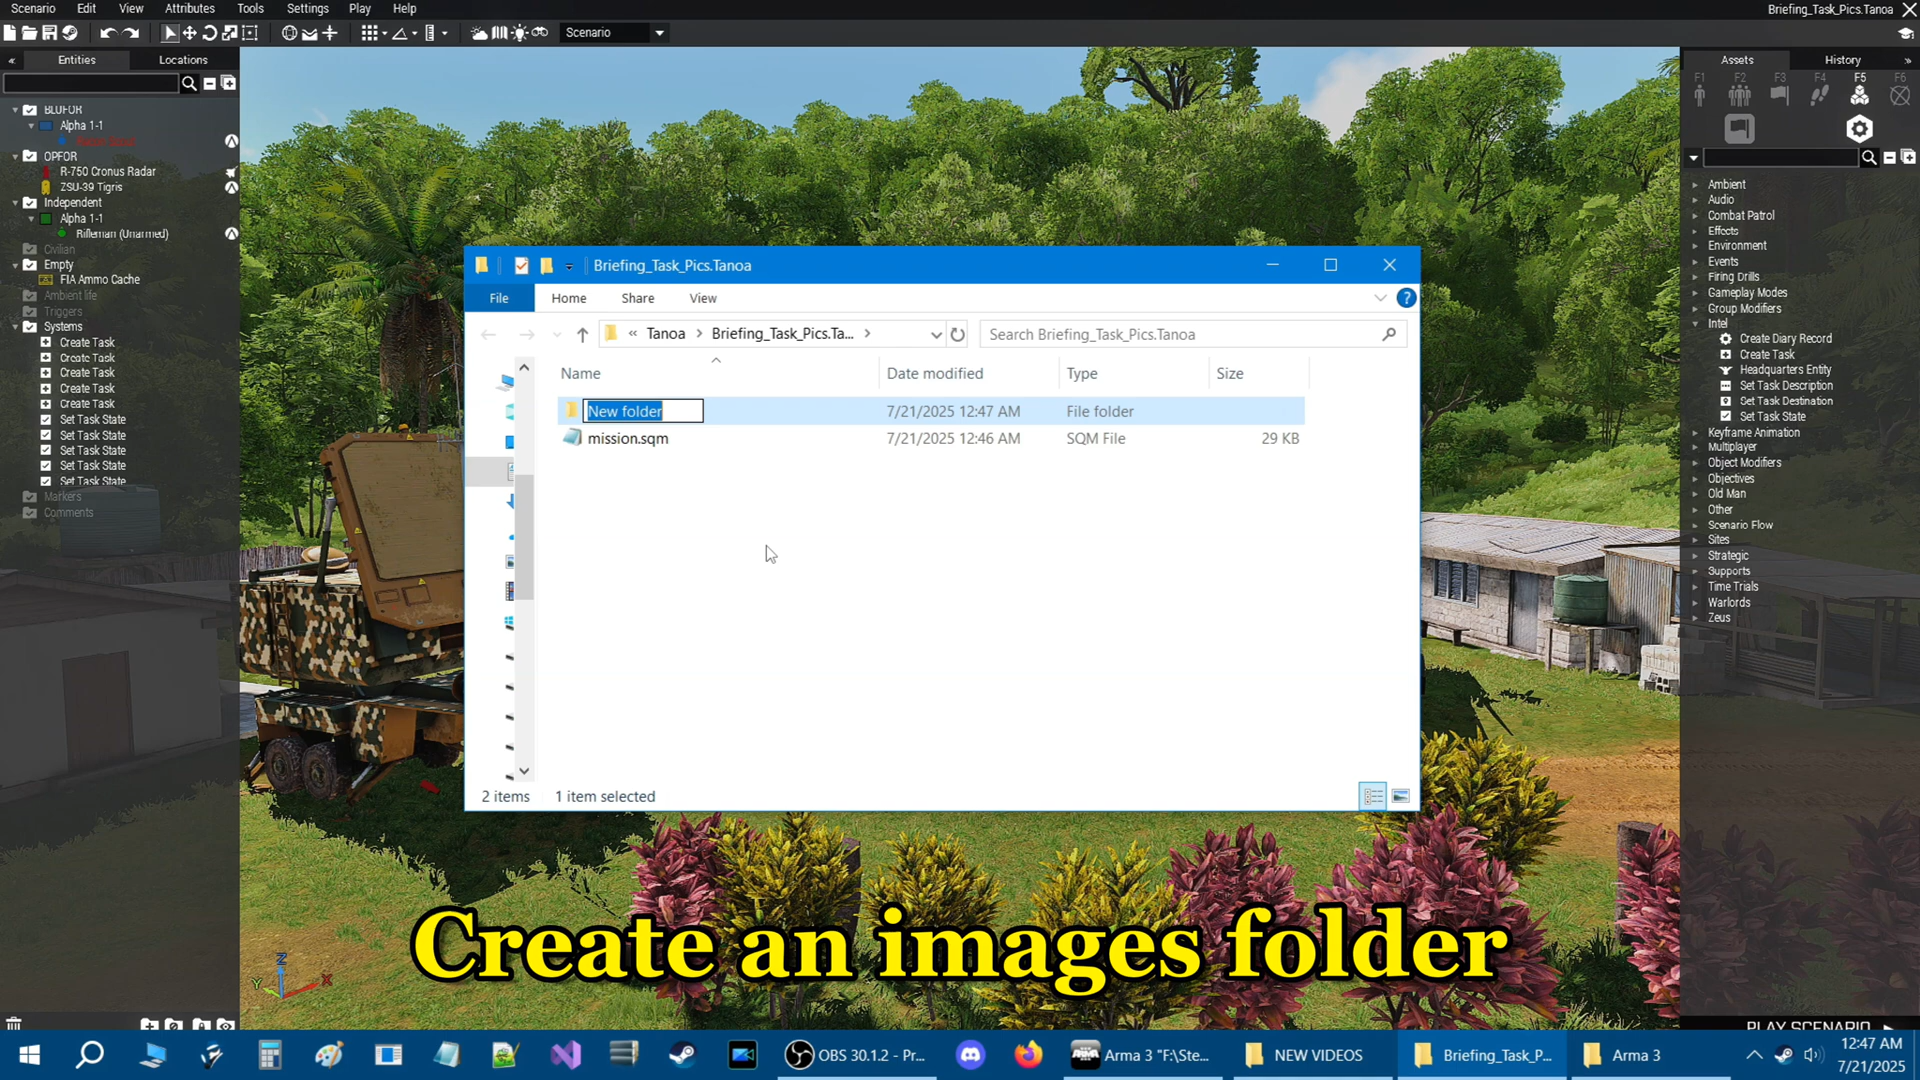 Scenario Edit View Attributes Tools Settings Play Help
Briefing_Task_Pics.Tanoa
Scenario
Entities Locations
BLUFOR
Alpha 1-1
OPFOR
R-750 Cronus Radar
ZSU-39 Tigris
Independent
Alpha 1-1
Rifleman (Unarmed)
Civilian
Empty
FIA Ammo Cache
Ambient life
Triggers
Systems
Create Task
Create Task
Create Task
Create Task
Create Task
Set Task State
Set Task State
Set Task State
Set Task State
Set Task State
Markers
Comments
Briefing_Task_Pics.Tanoa
File Home Share View
« Tanoa > Briefing_Task_Pics.Ta... >
Search Briefing_Task_Pics.Tanoa
Name Date modified Type Size
New folder 7/21/2025 12:47 AM File folder
mission.sqm 7/21/2025 12:46 AM SQM File 29 KB
2 items 1 item selected
Assets History
F1 F2 F3 F4 F5 F6
Ambient
Audio
Combat Patrol
Effects
Environment
Events
Firing Drills
Gameplay Modes
Group Modifiers
Intel
Create Diary Record
Create Task
Headquarters Entity
Set Task Description
Set Task Destination
Set Task State
Keyframe Animation
Multiplayer
Object Modifiers
Objectives
Old Man
Other
Scenario Flow
Sites
Strategic
Supports
Time Trials
Warlords
Zeus
Z
Y X
Create an images folder
PLAY SCENARIO
OBS 30.1.2 - Pr...
Arma 3 "F:\Ste...
NEW VIDEOS
Briefing_Task_P...
Arma 3
12:47 AM
7/21/2025